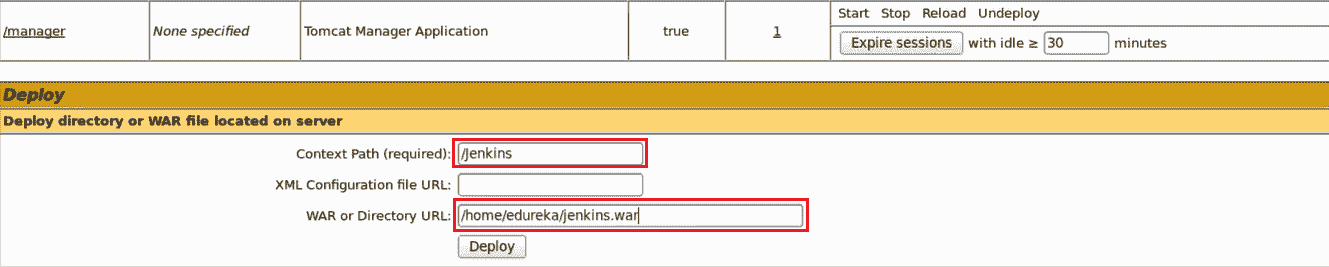 /manager None specified Tomcat Manager Application true 1 Start Stop Reload Undeploy
Expire sessions with idle ≥ 30 minutes
Deploy
Deploy directory or WAR file located on server
Context Path (required): /Jenkins
XML Configuration file URL:
WAR or Directory URL: /home/edureka/jenkins.war
Deploy